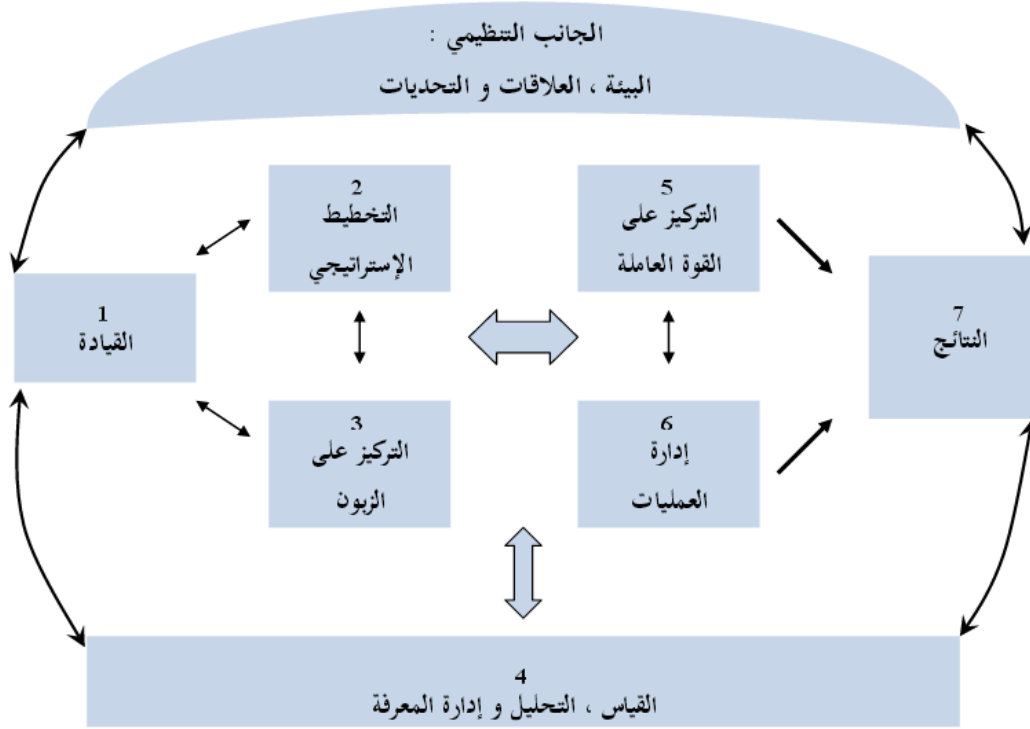 الجانب التنظيمي :
البيئة ، العلاقات و التحديات
1
القيادة
2
التخطيط
الإستراتيجي
3
التركيز على
الزبون
5
التركيز على
القوة العاملة
6
إدارة
العمليات
7
النتائج
4
القياس ، التحليل و إدارة المعرفة